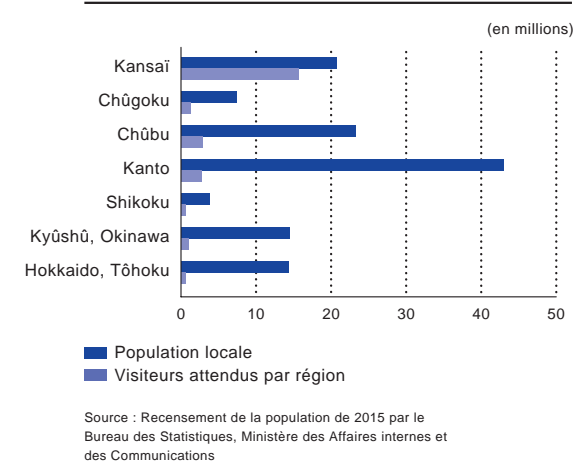 (en millions)
Kansaï
Chûgoku
Chûbu
Kanto
Shikoku
Kyûshû, Okinawa
Hokkaido, Tôhoku
0 10 20 30 40 50
Population locale
Visiteurs attendus par région
Source : Recensement de la population de 2015 par le
Bureau des Statistiques, Ministère des Affaires internes et
des Communications